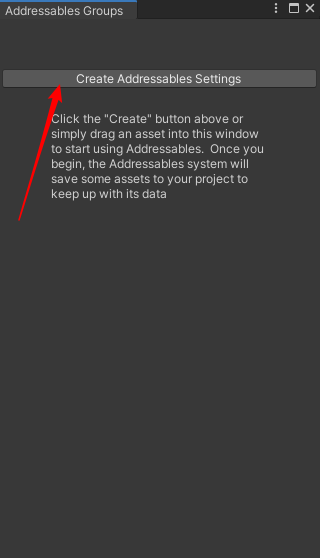 Addressables Groups
Create Addressables Settings
Click the "Create" button above or
simply drag an asset into this window
to start using Addressables.  Once you
begin, the Addressables system will
save some assets to your project to
keep up with its data